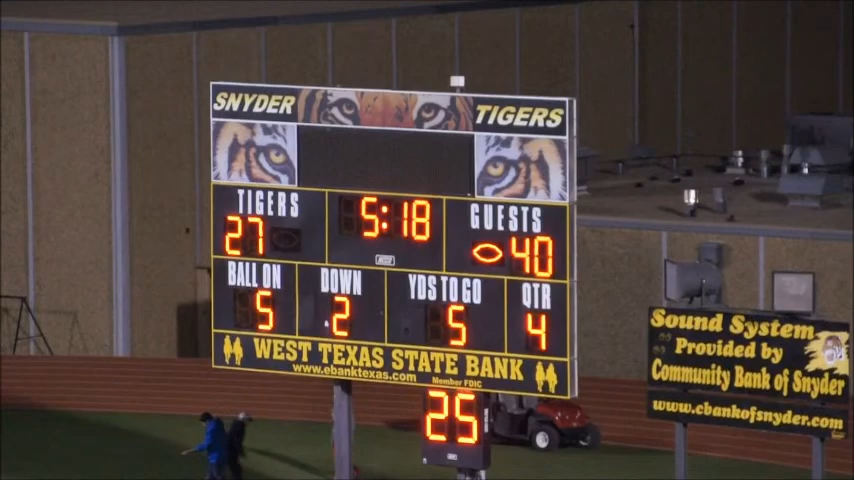 SNYDER TIGERS
TIGERS 5:18 GUESTS
27 40
BALL ON DOWN YDS TO GO QTR
5 2 5 4
WEST TEXAS STATE BANK
www.ebanktexas.com Member FDIC
25
Sound System
Provided by
Community Bank of Snyder
www.cbankofsnyder.com